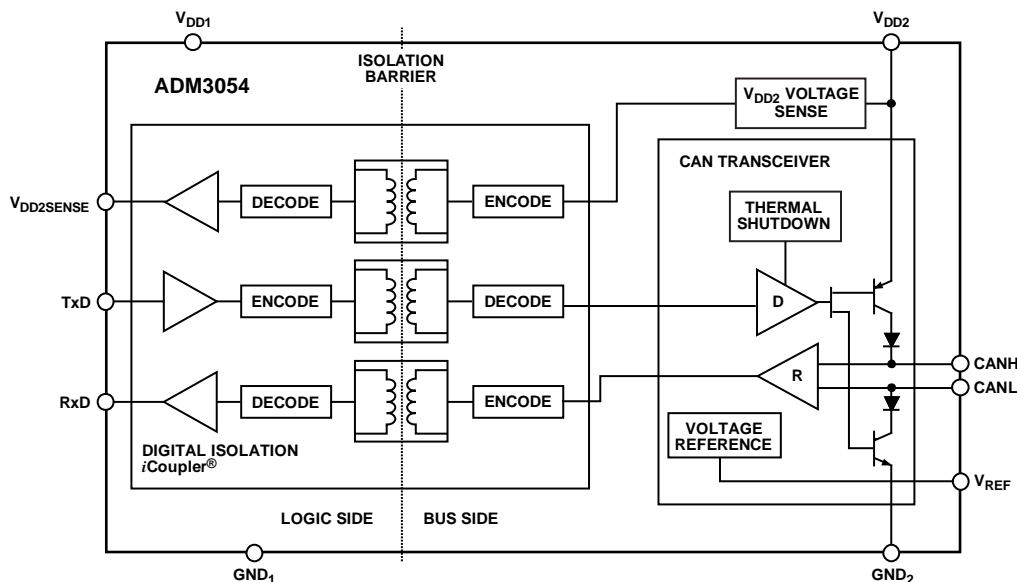 VDD1
VDD2
ADM3054
ISOLATION
BARRIER
VDD2 VOLTAGE
SENSE
CAN TRANSCEIVER
VDD2SENSE
DECODE
ENCODE
THERMAL
SHUTDOWN
TxD
ENCODE
DECODE
D
CANH
CANL
RxD
DECODE
ENCODE
R
VOLTAGE
REFERENCE
DIGITAL ISOLATION
iCoupler®
VREF
LOGIC SIDE
BUS SIDE
GND1
GND2